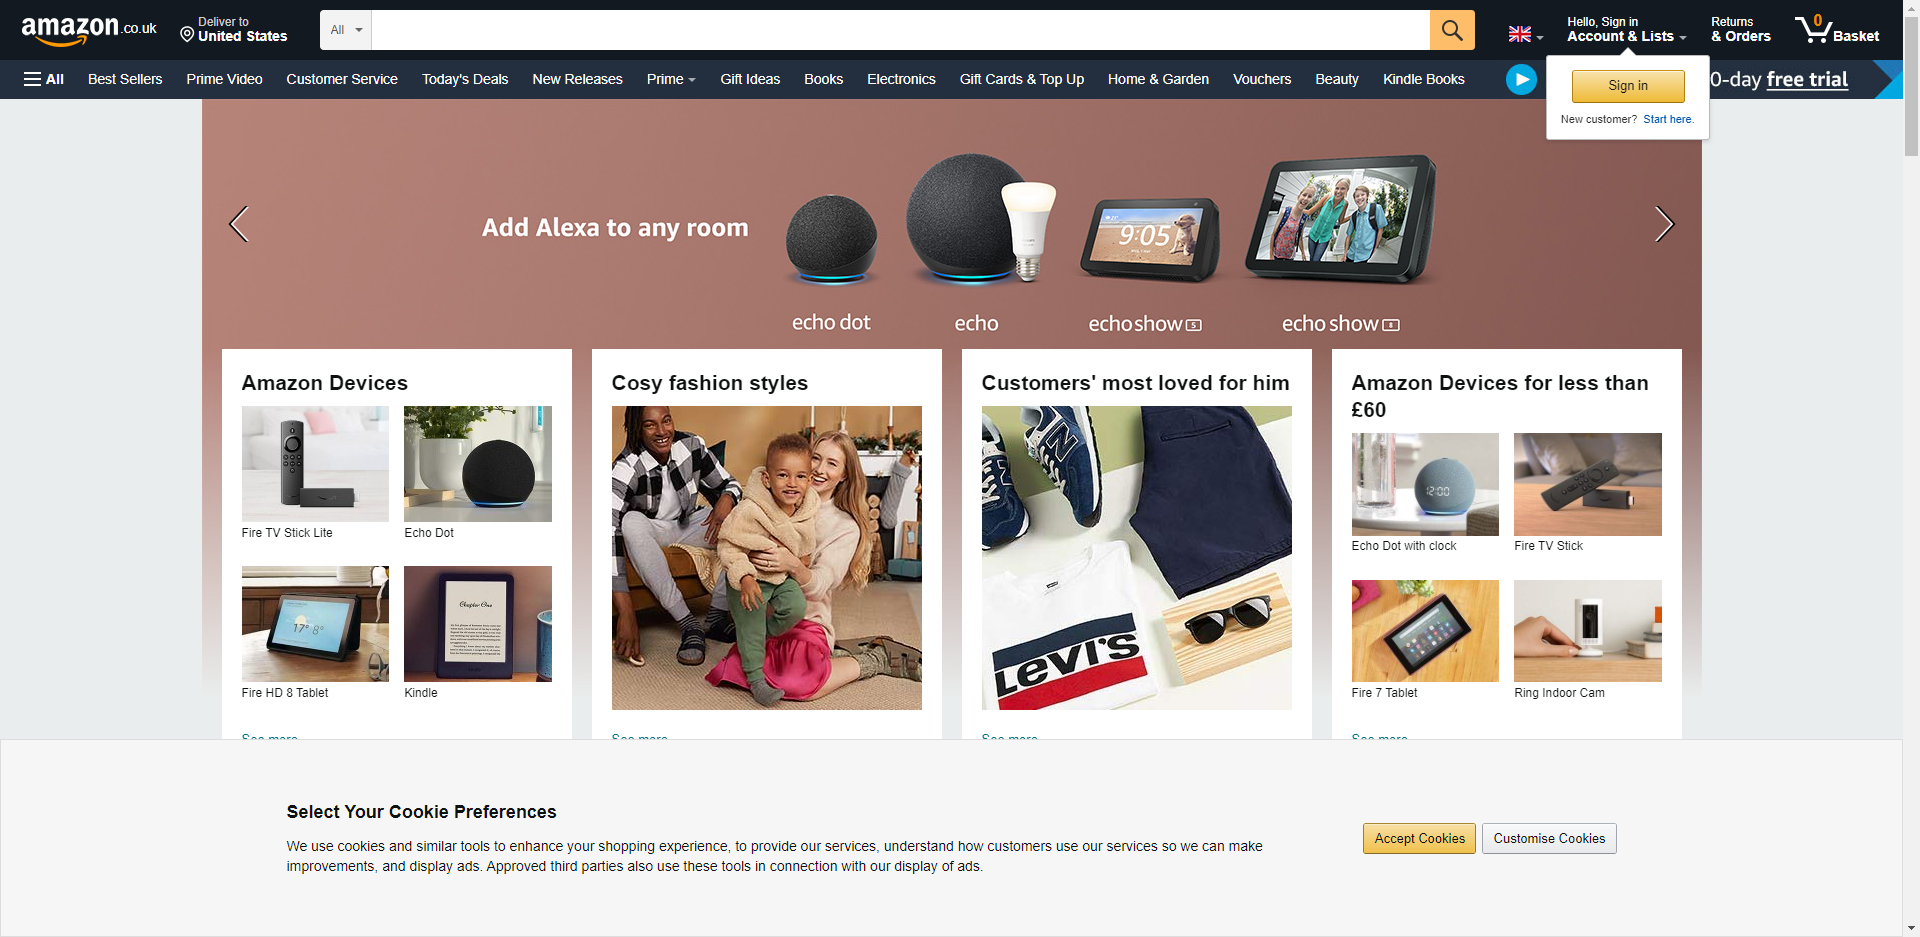 amazon.co.uk
Deliver to
United States
All
Hello, Sign in
Account & Lists
Returns
& Orders
0
Basket
All
Best Sellers
Prime Video
Customer Service
Today's Deals
New Releases
Prime
Gift Ideas
Books
Electronics
Gift Cards & Top Up
Home & Garden
Vouchers
Beauty
Kindle Books
0-day free trial
Sign in
New customer? Start here.
Add Alexa to any room
9:05
echo dot
echo
echo show 5
echo show 8
Amazon Devices
Fire TV Stick Lite
Echo Dot
Chapter One
Fire HD 8 Tablet
Kindle
See more
Cosy fashion styles
See more
Customers' most loved for him
N
Levi's
See more
Amazon Devices for less than
£60
12:00
Echo Dot with clock
Fire TV Stick
Fire 7 Tablet
Ring Indoor Cam
See more
Select Your Cookie Preferences
We use cookies and similar tools to enhance your shopping experience, to provide our services, understand how customers use our services so we can make
improvements, and display ads. Approved third parties also use these tools in connection with our display of ads.
Accept Cookies
Customise Cookies